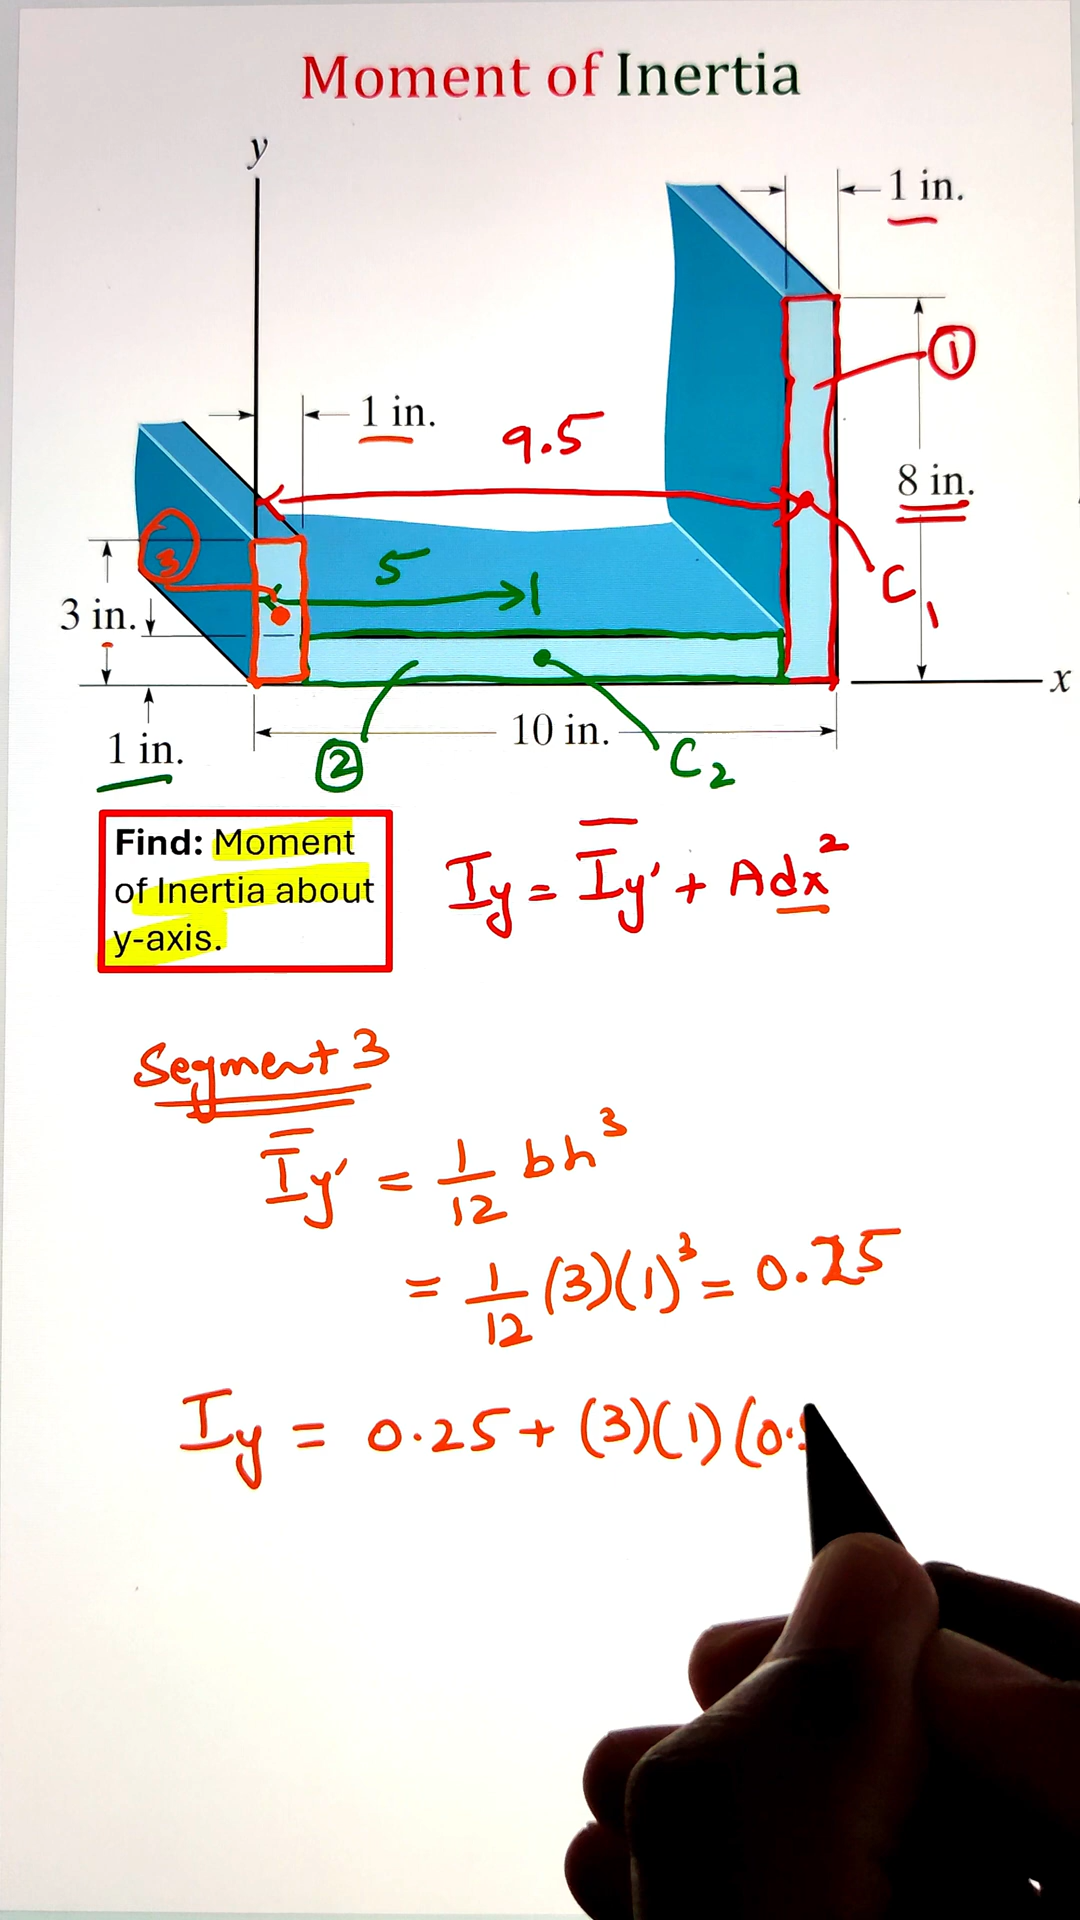 Moment of Inertia
y
1 in.
①
1 in.
9.5
8 in.
③
5
C₁
3 in.
x
10 in.
1 in.
②
C₂
Find: Moment
of Inertia about
y-axis.
Iy = I̅y' + Adx²
Segment 3
I̅y' = 1/12 bh³
= 1/12 (3)(1)³ = 0.25
Iy = 0.25 + (3)(1)(0.